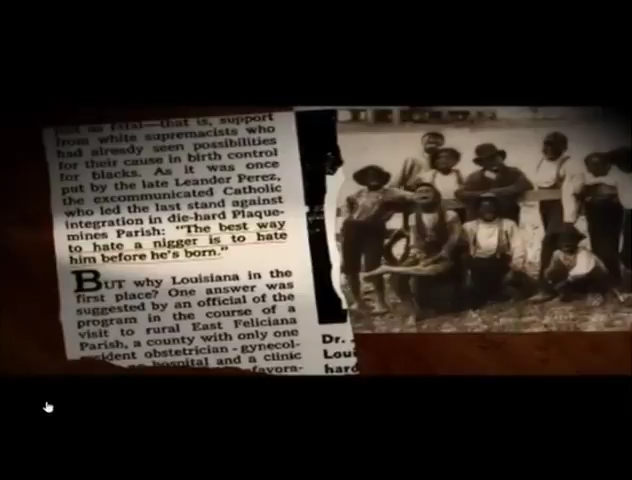 just as fatal—that is, support
from white supremacists who
had already seen possibilities
for their cause in birth control
for blacks. As it was once
put by the late Leander Perez,
the excommunicated Catholic
who led the last stand against
integration in die-hard Plaque-
mines Parish: "The best way
to hate a nigger is to hate
him before he's born."
BUT why Louisiana in the
first place? One answer was
suggested by an official of the
program in the course of a
visit to rural East Feliciana
Parish, a county with only one
resident obstetrician-gynecol-
hospital and a clinic
favora-
Dr.
Loui
hard